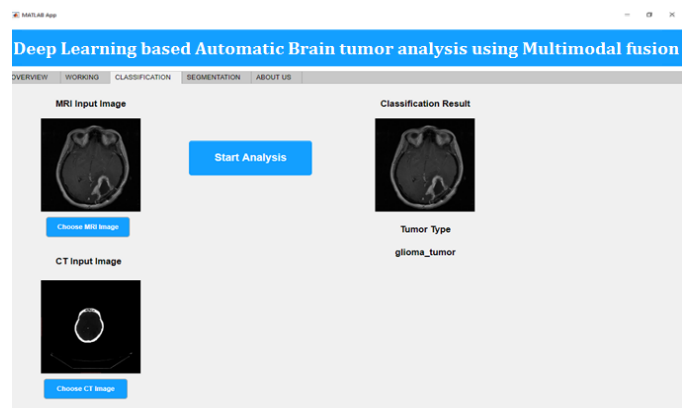 MATLAB App
Deep Learning based Automatic Brain tumor analysis using Multimodal fusion
OVERVIEW WORKING CLASSIFICATION SEGMENTATION ABOUT US
MRI Input Image
Classification Result
Start Analysis
Choose MRI Image
Tumor Type
glioma_tumor
CT Input Image
Choose CT Image